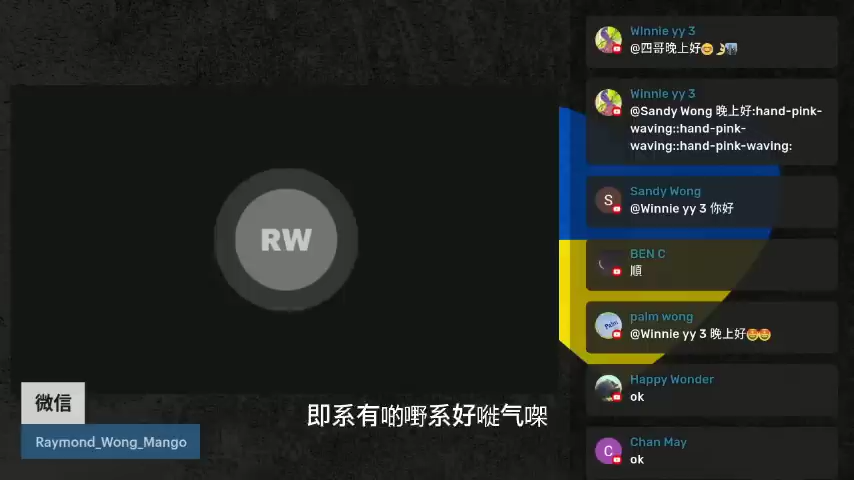 RW
微信
Raymond_Wong_Mango
即系有啲嘢系好嘥气㗎
Winnie yy 3
@四哥晚上好😊🌛🌃
Winnie yy 3
@Sandy Wong 晚上好:hand-pink-
waving::hand-pink-
waving::hand-pink-waving:
S
Sandy Wong
@Winnie yy 3 你好
BEN C
順
Palm
palm wong
@Winnie yy 3 晚上好🤩🤩
Happy Wonder
ok
C
Chan May
ok